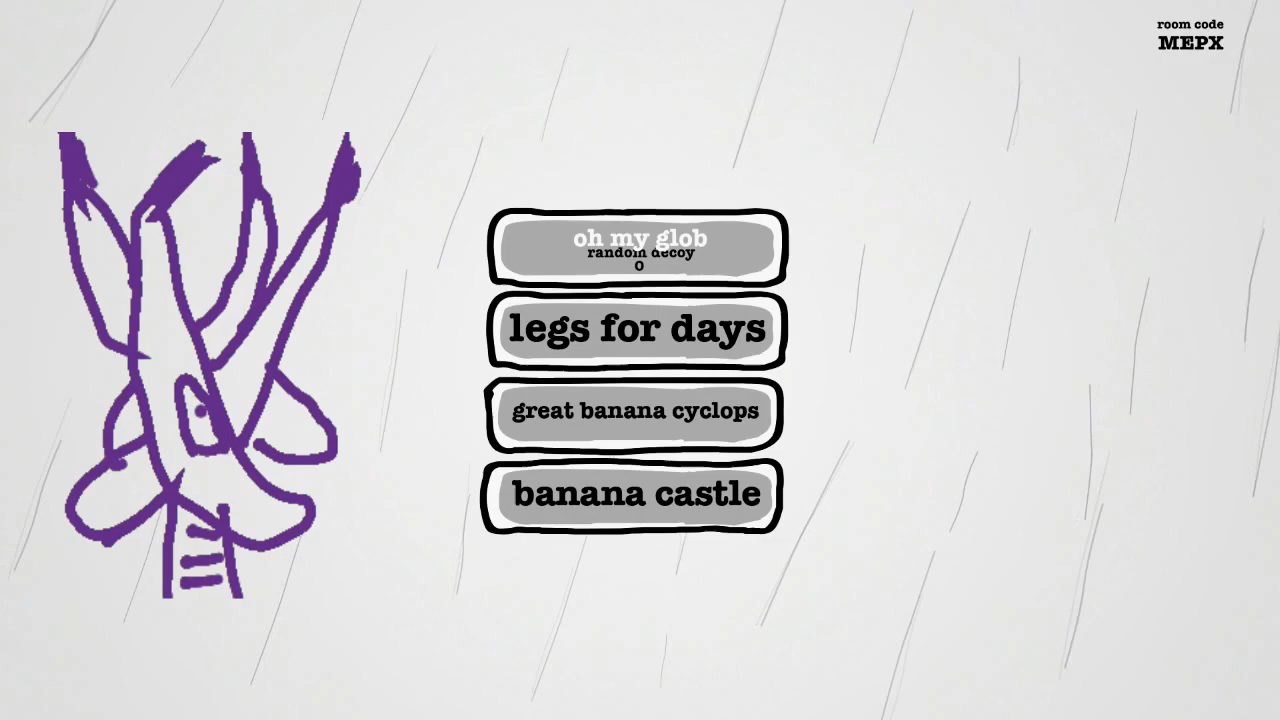 room code
MEPX
oh my glob
random decoy
0
legs for days
great banana cyclops
banana castle